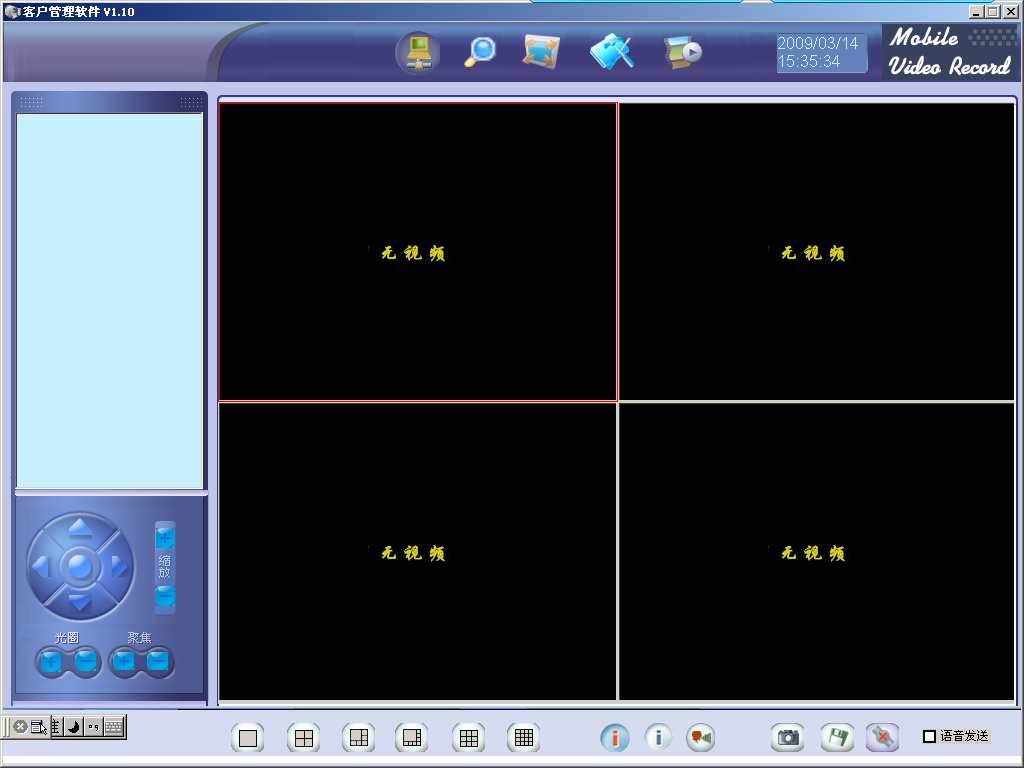 客户管理软件 V1.10
2009/03/14
15:35:34
Mobile
Video Record
无视频
无视频
无视频
无视频
缩放
光圈
聚焦
语音发送